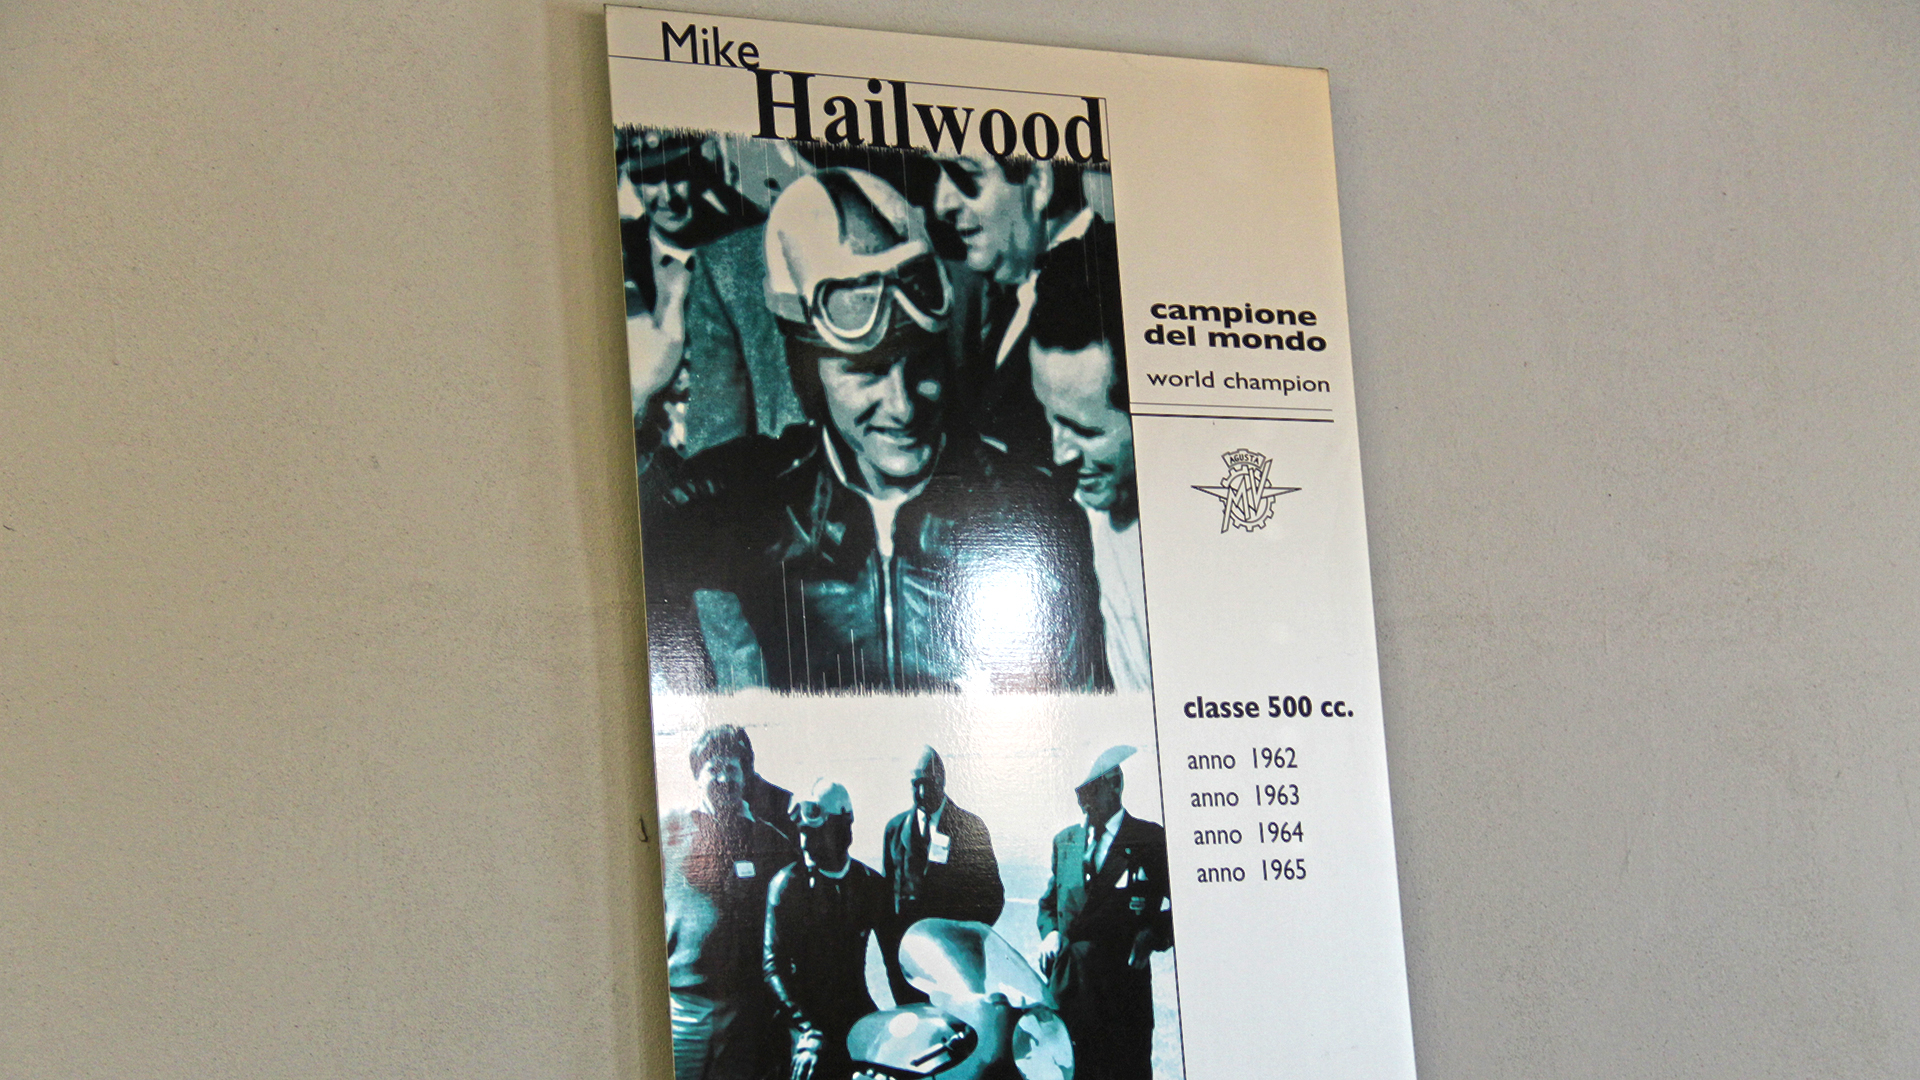 Mike
Hailwood
campione
del mondo
world champion
AGUSTA
MV
classe 500 cc.
anno 1962
anno 1963
anno 1964
anno 1965